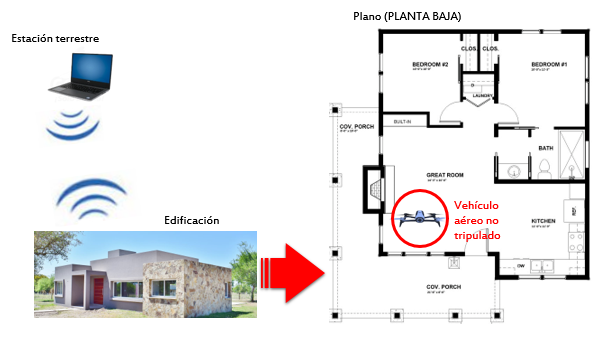 Plano (PLANTA BAJA)
Estación terrestre
CLOS.
CLOS.
BEDROOM #2
BEDROOM #1
LAUNDRY
BUILT-IN
COV. PORCH
BATH
GREAT ROOM
Vehículo
aéreo no
tripulado
KITCHEN
REF.
Edificación
DW
COV. PORCH